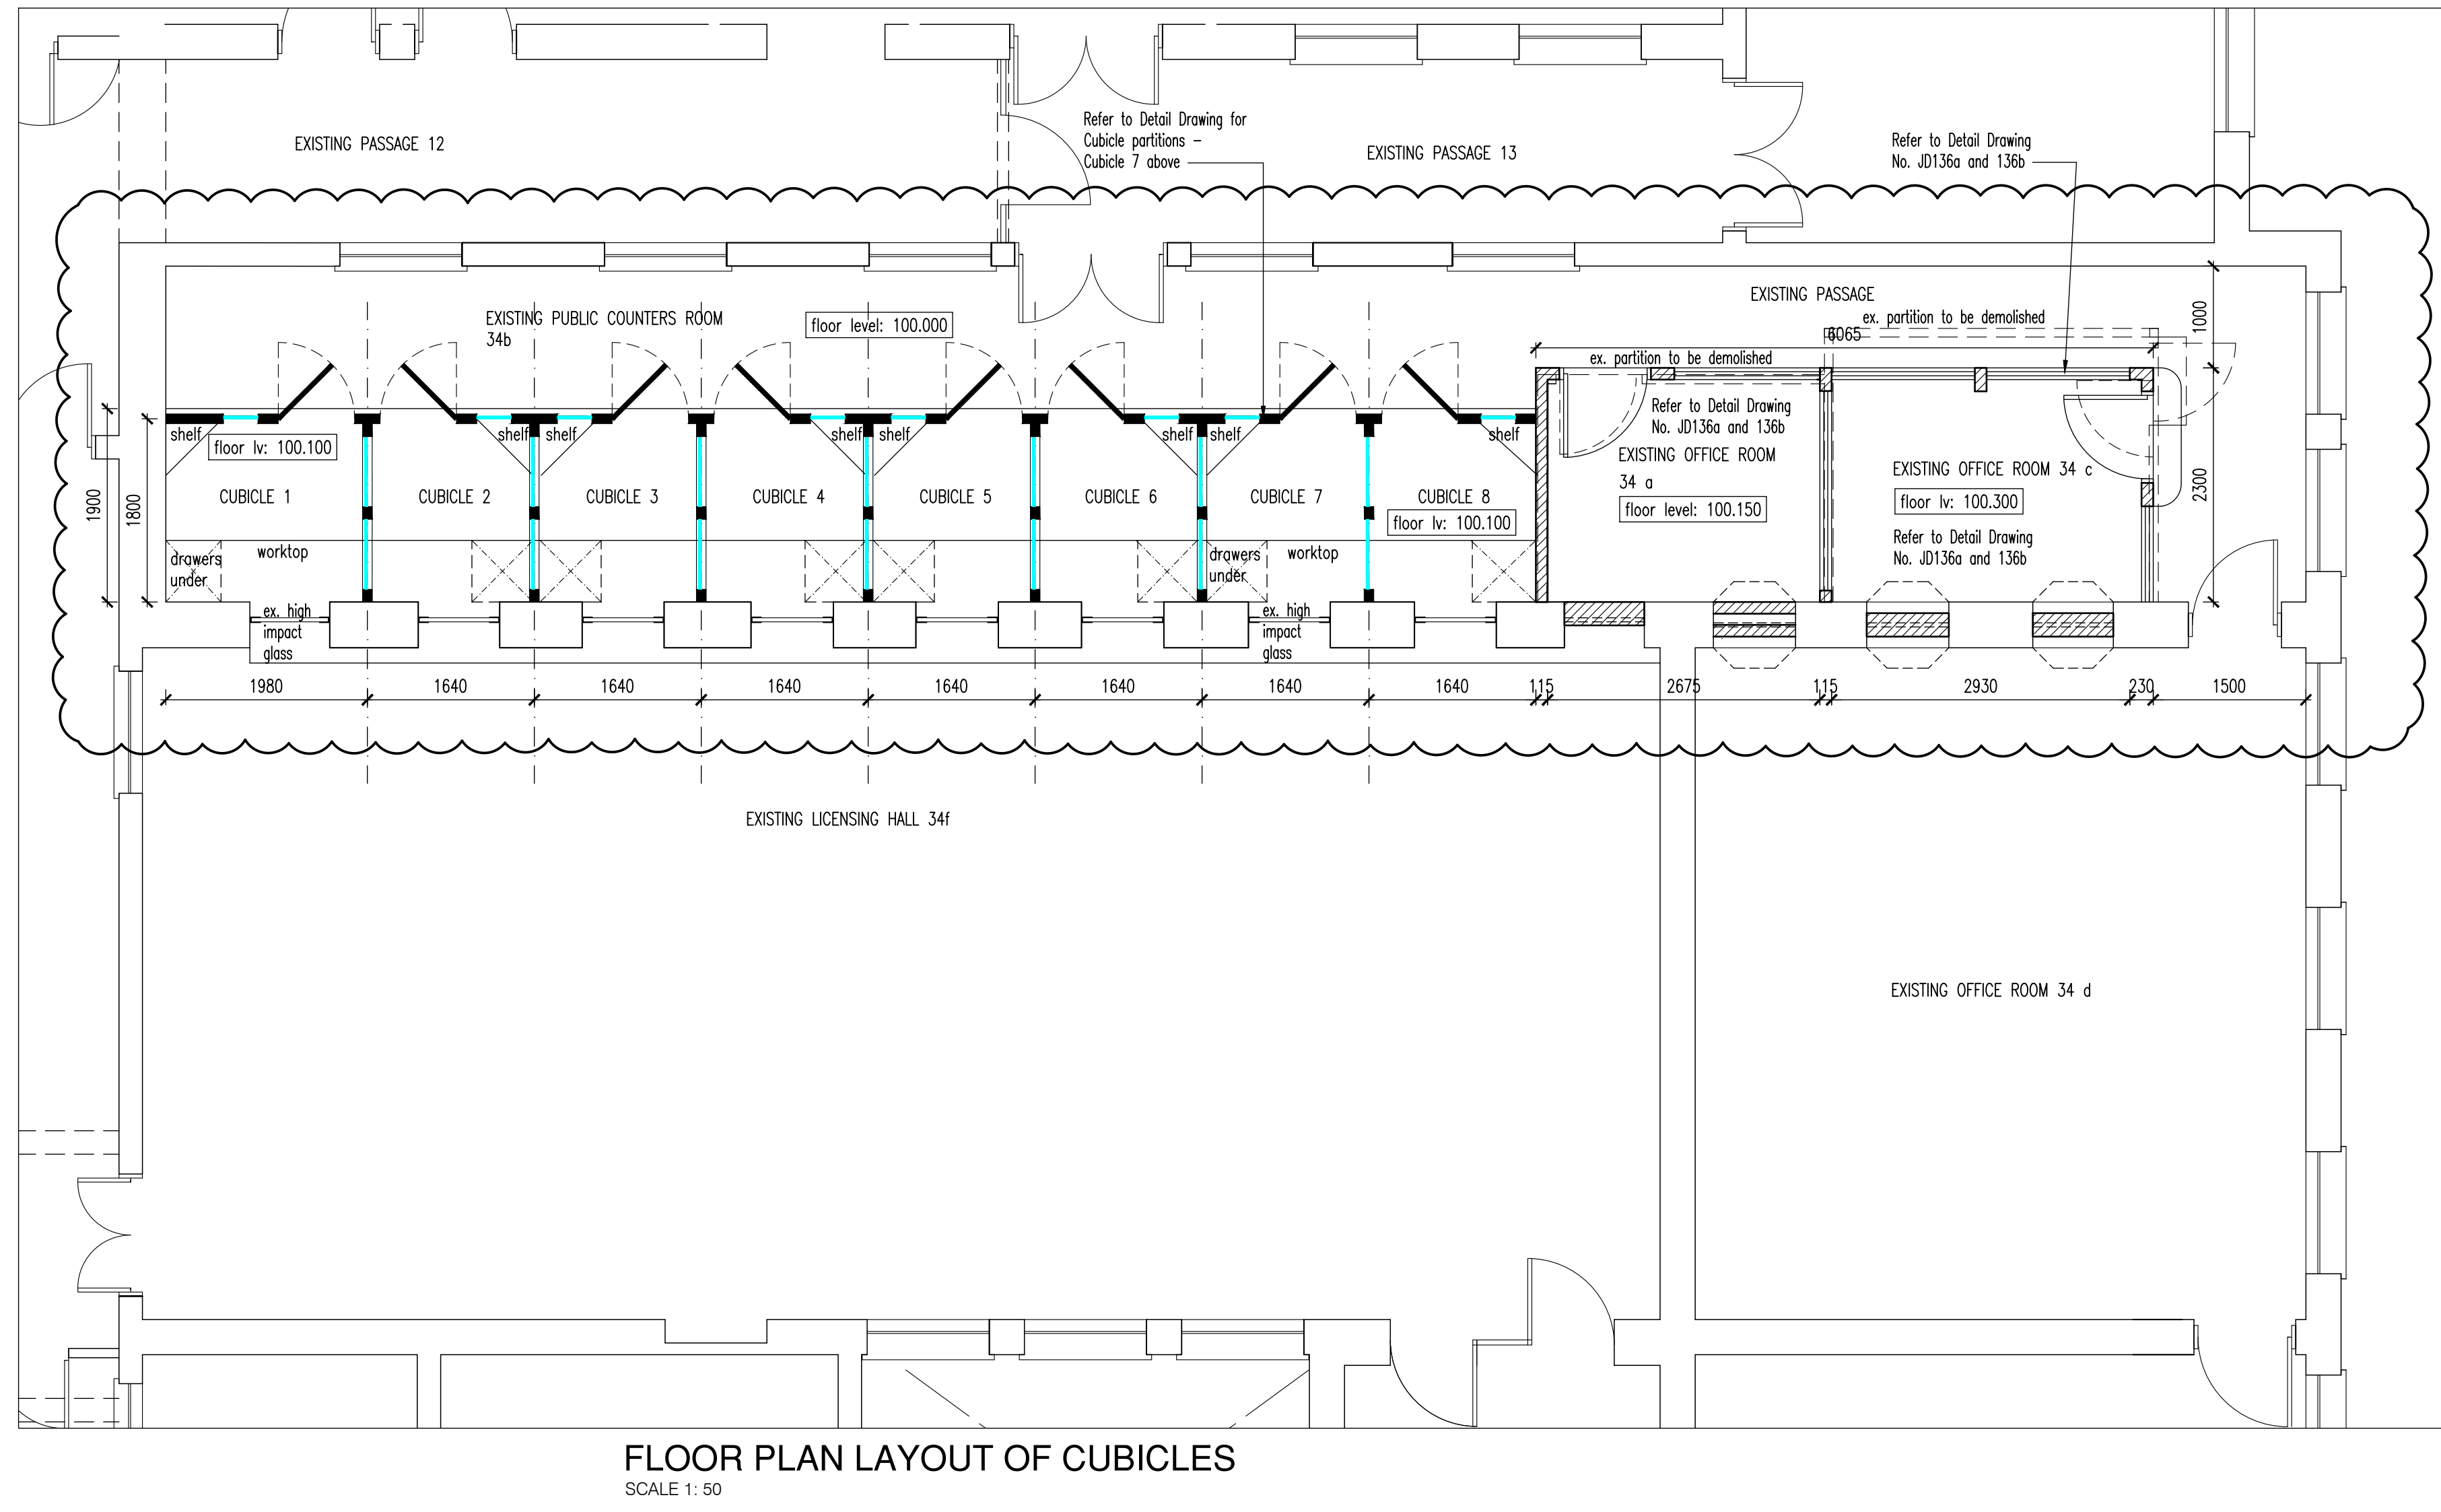 Refer to Detail Drawing for
Cubicle partitions –
Cubicle 7 above
EXISTING PASSAGE 12
EXISTING PASSAGE 13
Refer to Detail Drawing
No. JD136a and 136b
EXISTING PUBLIC COUNTERS ROOM
34b
floor level: 100.000
EXISTING PASSAGE
ex. partition to be demolished
6065
ex. partition to be demolished
1000
2300
1900
1800
shelf
shelf
shelf
shelf
shelf
shelf
shelf
shelf
floor lv: 100.100
CUBICLE 1
CUBICLE 2
CUBICLE 3
CUBICLE 4
CUBICLE 5
CUBICLE 6
CUBICLE 7
CUBICLE 8
floor lv: 100.100
Refer to Detail Drawing
No. JD136a and 136b
EXISTING OFFICE ROOM
34 a
floor level: 100.150
EXISTING OFFICE ROOM 34 c
floor lv: 100.300
Refer to Detail Drawing
No. JD136a and 136b
drawers
under
worktop
drawers
under
worktop
ex. high
impact
glass
ex. high
impact
glass
1980
1640
1640
1640
1640
1640
1640
1640
115
2675
115
2930
230
1500
EXISTING LICENSING HALL 34f
EXISTING OFFICE ROOM 34 d
FLOOR PLAN LAYOUT OF CUBICLES
SCALE 1: 50